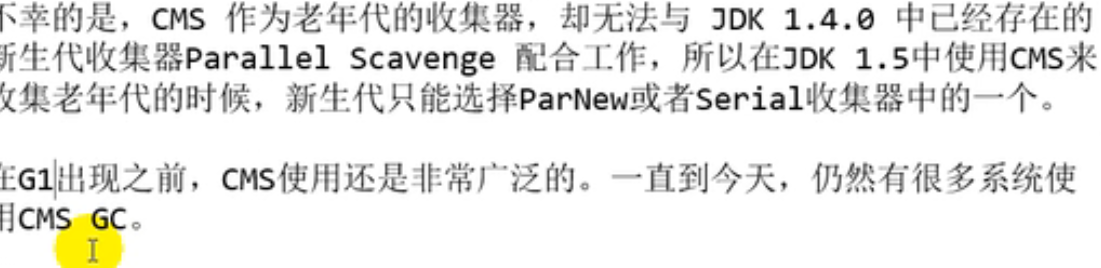 不幸的是，CMS 作为老年代的收集器，却无法与 JDK 1.4.0 中已经存在的
新生代收集器Parallel Scavenge 配合工作，所以在JDK 1.5中使用CMS来
收集老年代的时候，新生代只能选择ParNew或者Serial收集器中的一个。
在G1出现之前，CMS使用还是非常广泛的。一直到今天，仍然有很多系统使
用CMS GC。